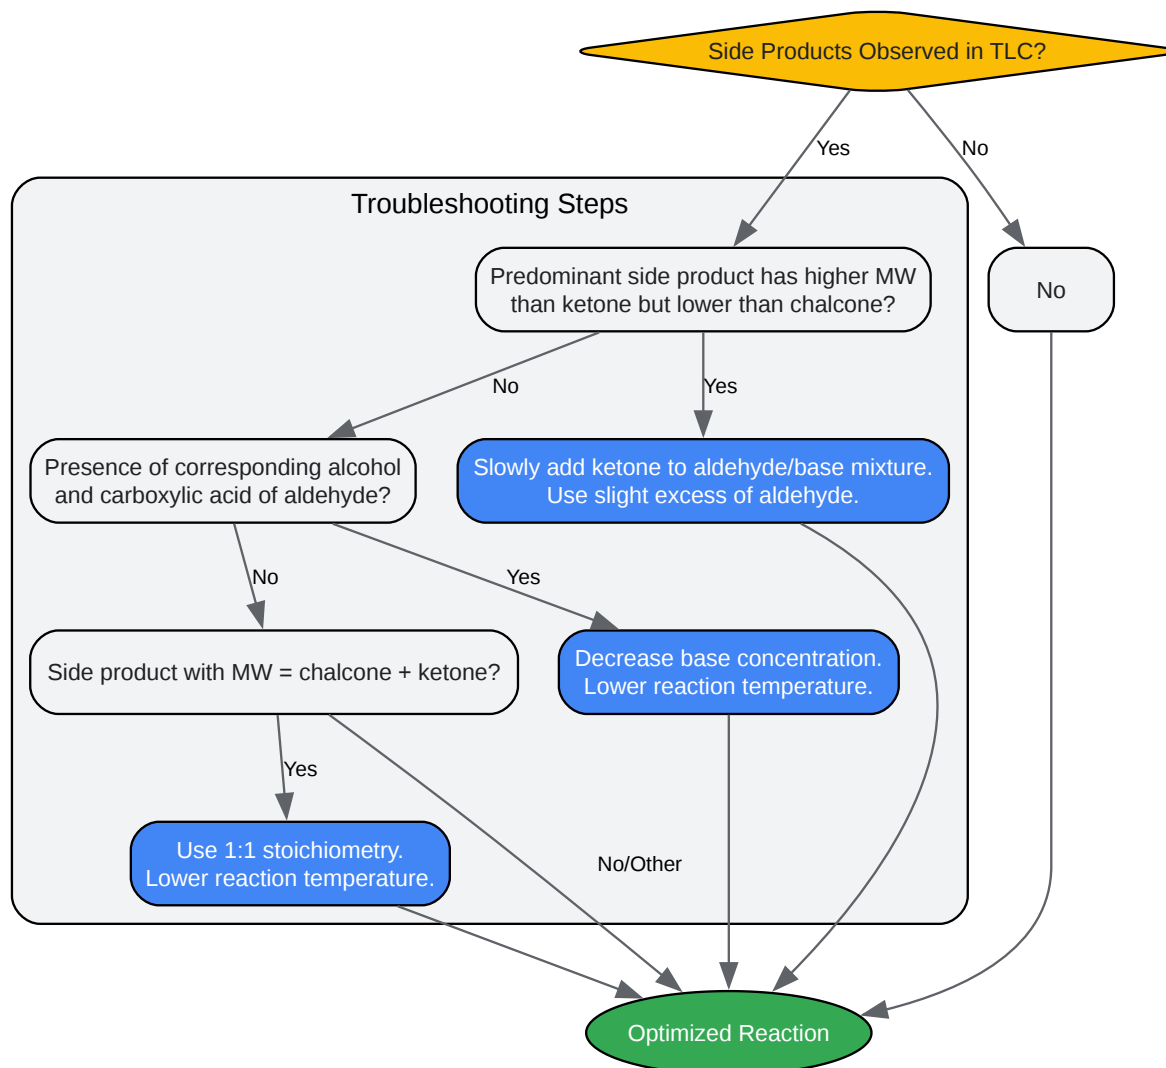 Side Products Observed in TLC?
Yes
No
Troubleshooting Steps
Predominant side product has higher MW
than ketone but lower than chalcone?
No
No
Yes
Presence of corresponding alcohol
and carboxylic acid of aldehyde?
Slowly add ketone to aldehyde/base mixture.
Use slight excess of aldehyde.
No
Yes
Side product with MW = chalcone + ketone?
Decrease base concentration.
Lower reaction temperature.
Yes
Use 1:1 stoichiometry.
Lower reaction temperature.
No/Other
Optimized Reaction